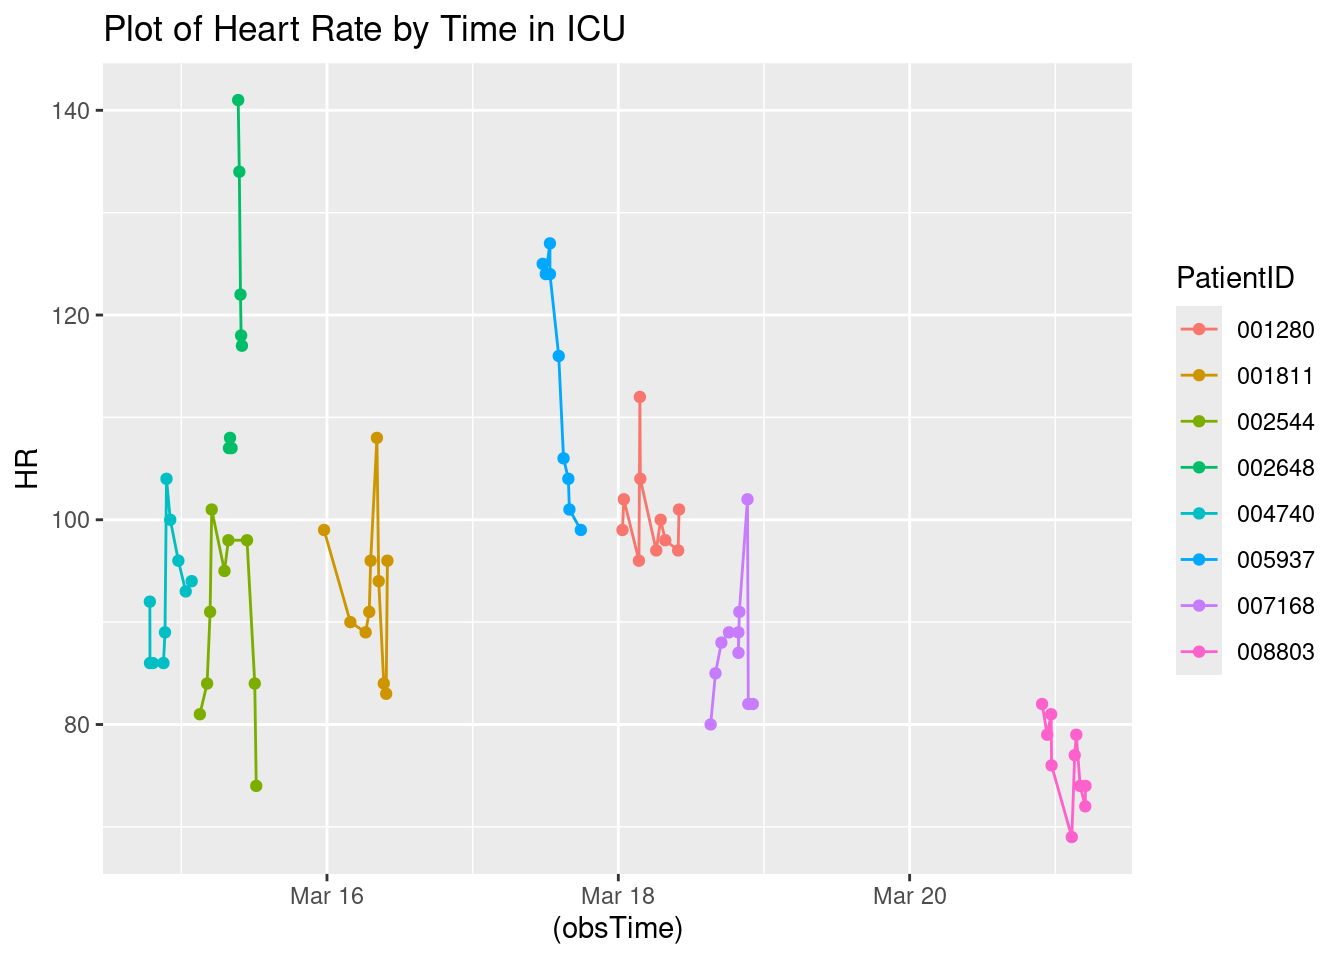 Plot of Heart Rate by Time in ICU
HR
140
120
100
80
Mar 16
Mar 18
Mar 20
(obsTime)
PatientID
001280
001811
002544
002648
004740
005937
007168
008803